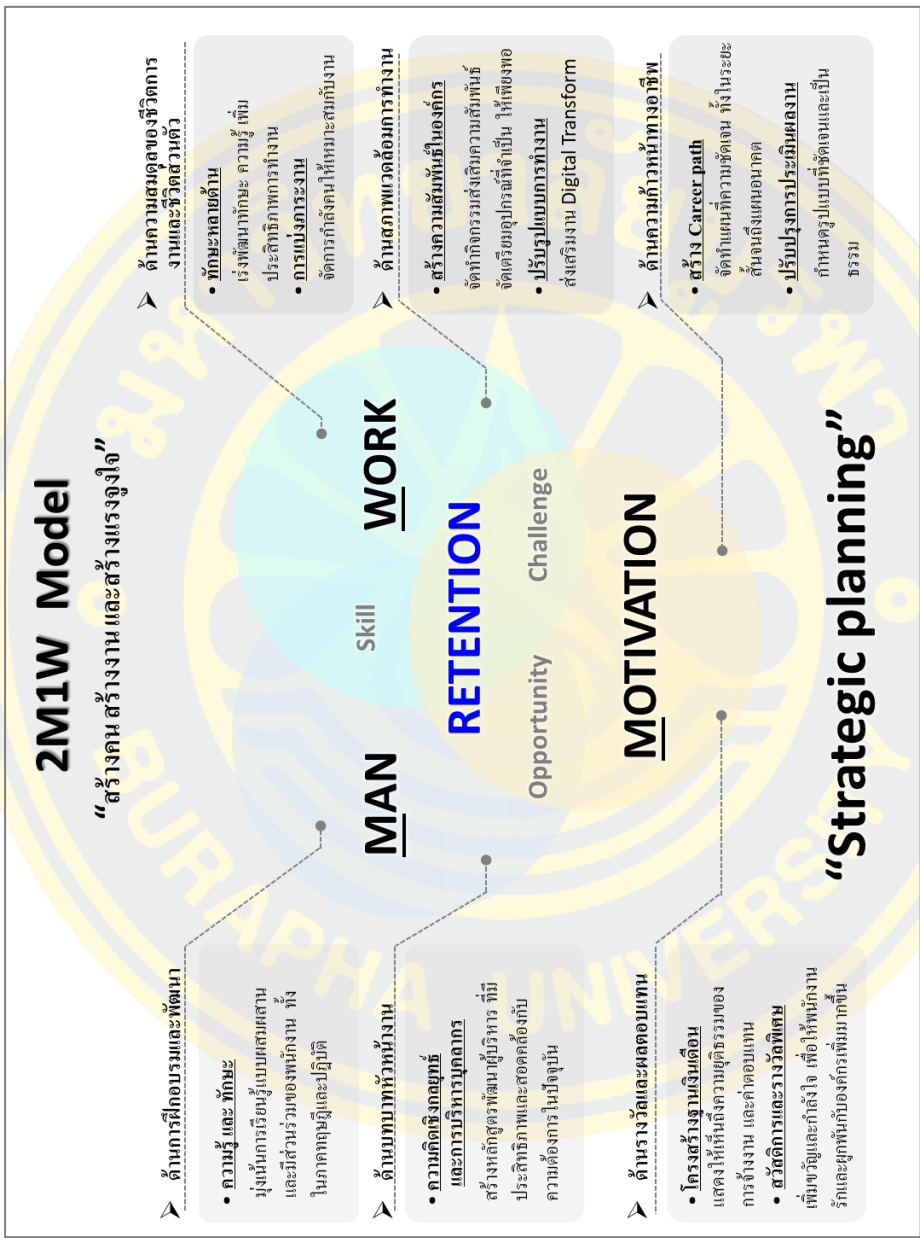 2M1W Model
“สร้างคน สร้างงาน และสร้างแรงจูงใจ”
➢ ด้านการฝึกอบรมและพัฒนา
• ความรู้ และ ทักษะ
มุ่งเน้นการเรียนรู้แบบผสมผสาน
และมีส่วนร่วมของพนักงาน ทั้ง
ในภาคทฤษฎีและปฏิบัติ
➢ ด้านบทบาทหัวหน้างาน
• ความคิดเชิงกลยุทธ์
และการบริหารบุคลากร
สร้างหลักสูตรพัฒนาผู้บริหาร ที่มี
ประสิทธิภาพและสอดคล้องกับ
ความต้องการในปัจจุบัน
➢ ด้านรางวัลและผลตอบแทน
• โครงสร้างฐานเงินเดือน
แสดงให้เห็นถึงความยุติธรรมของ
การจ้างงาน และค่าตอบแทน
• สวัสดิการและรางวัลพิเศษ
เพิ่มขวัญและกำลังใจ เพื่อให้พนักงาน
รักและผูกพันกับองค์กรเพิ่มมากขึ้น
MAN
Skill
WORK
RETENTION
Opportunity
Challenge
MOTIVATION
“Strategic planning”
➢ ด้านความสมดุลของชีวิตการ
งานและชีวิตส่วนตัว
• ทักษะหลายด้าน
เร่งพัฒนาทักษะ ความรู้ เพิ่ม
ประสิทธิภาพการทำงาน
• การแบ่งภาระงาน
จัดการกำลังคนให้เหมาะสมกับงาน
➢ ด้านสภาพแวดล้อมการทำงาน
• สร้างความสัมพันธ์ในองค์กร
จัดทำกิจกรรมส่งเสริมความสัมพันธ์
จัดเตรียมอุปกรณ์ที่จำเป็น ให้เพียงพอ
• ปรับรูปแบบการทำงาน
ส่งเสริมงาน Digital Transform
➢ ด้านความก้าวหน้าทางอาชีพ
• สร้าง Career path
จัดทำแผนที่ความชัดเจน ทั้งในระยะ
สั้นจนถึงแผนอนาคต
• ปรับปรุงการประเมินผลงาน
กำหนดรูปแบบที่ชัดเจนและเป็น
ธรรม
BURAPHA UNIVERSITY